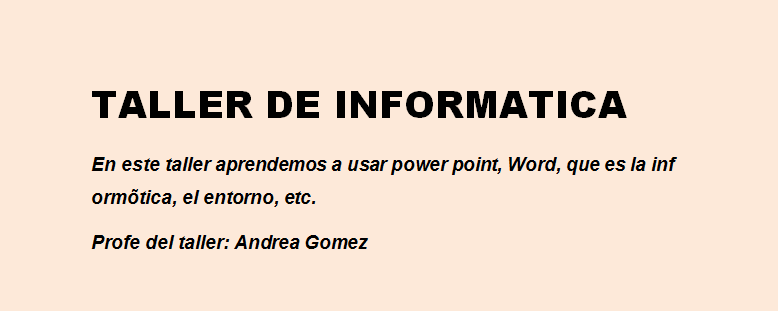 TALLER DE INFORMATICA
En este taller aprendemos a usar power point, Word, que es la inf
ormõtica, el entorno, etc.
Profe del taller: Andrea Gomez